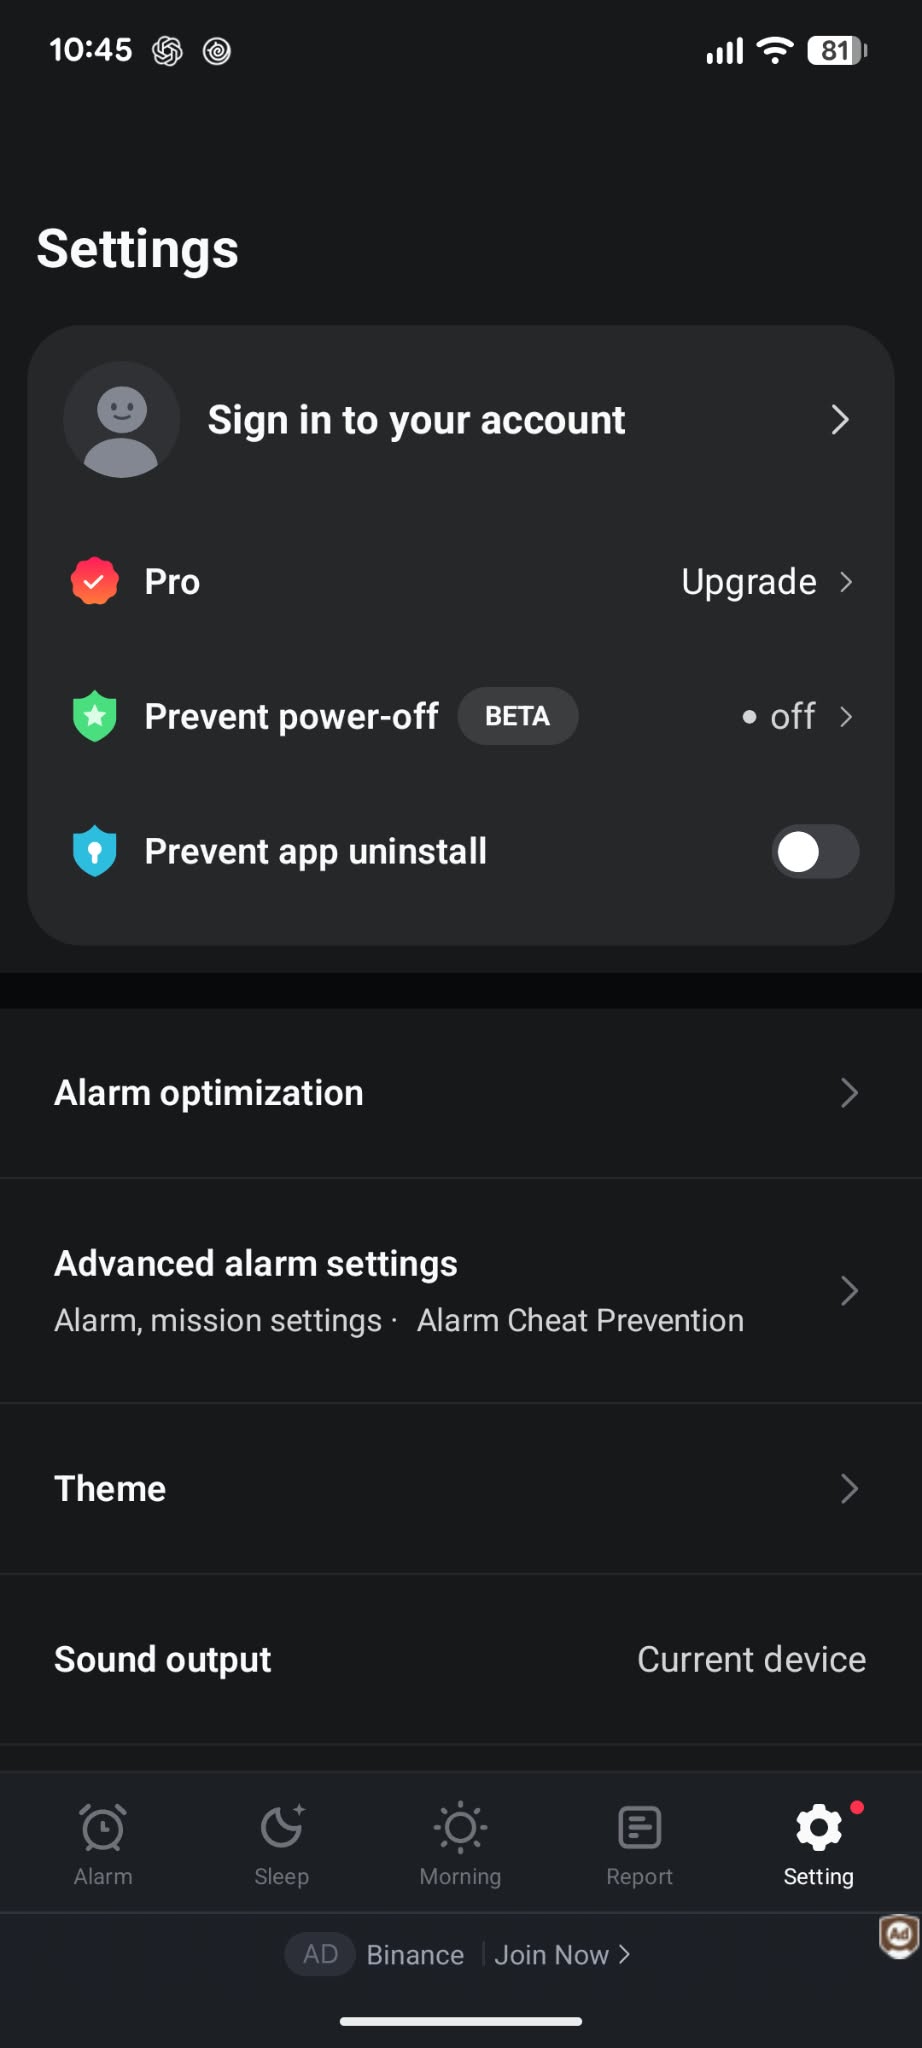 10:45
81
Settings
Sign in to your account
Pro
Upgrade
Prevent power-off BETA
• off
Prevent app uninstall
Alarm optimization
Advanced alarm settings
Alarm, mission settings · Alarm Cheat Prevention
Theme
Sound output
Current device
Alarm
Sleep
Morning
Report
Setting
AD Binance | Join Now >
Ad